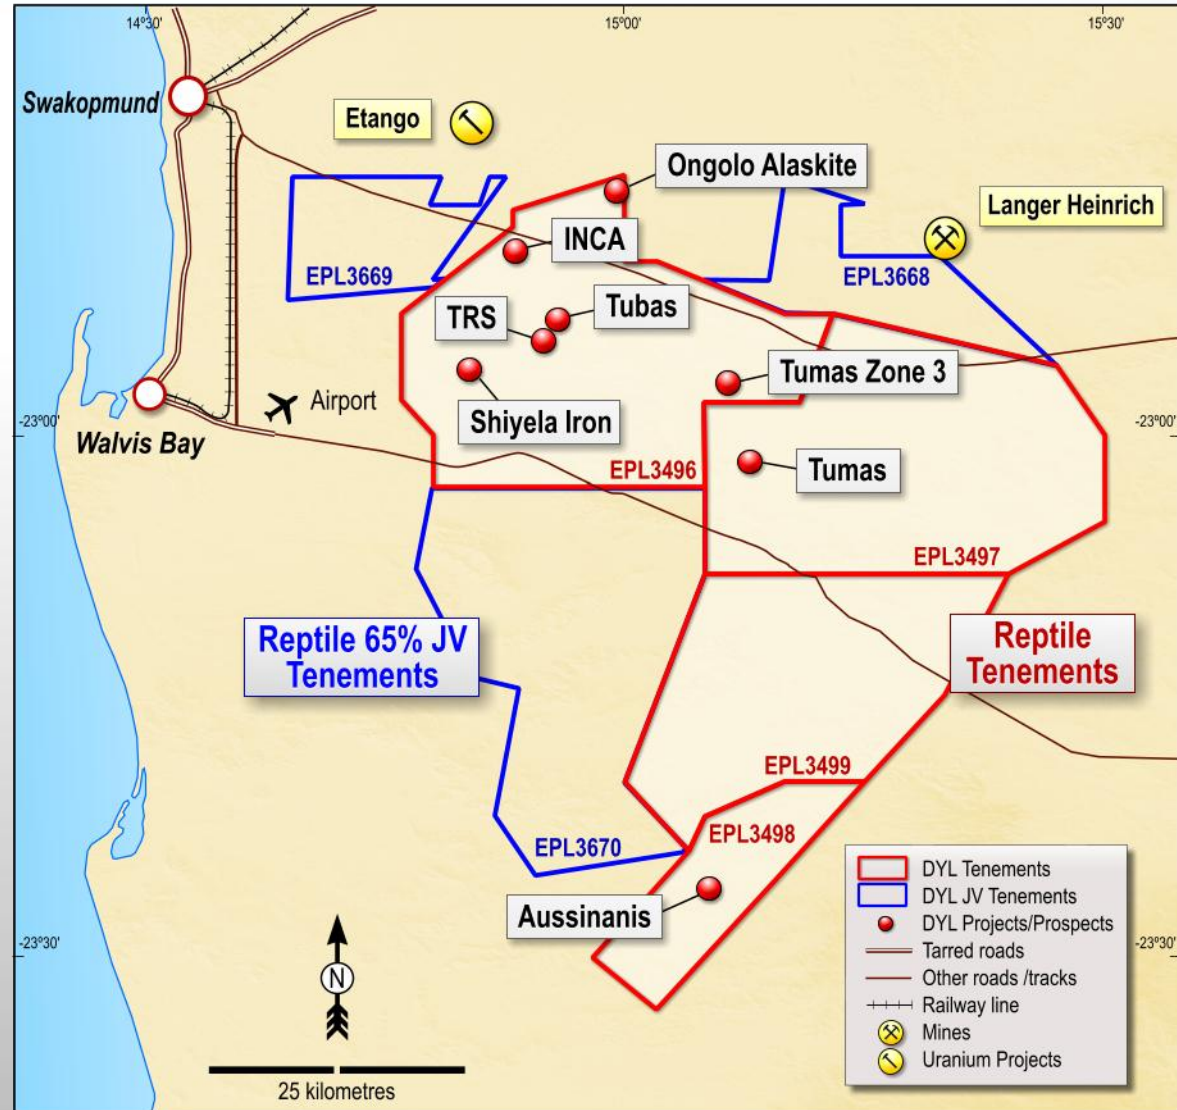 14°30'
15°00'
15°30'
Swakopmund
Etango
Ongolo Alaskite
Langer Heinrich
INCA
EPL3669
EPL3668
TRS
Tubas
Tumas Zone 3
Airport
Shiyela Iron
Walvis Bay
-23°00'
-23°00'
EPL3496
Tumas
EPL3497
Reptile 65% JV
Tenements
Reptile
Tenements
EPL3499
EPL3498
EPL3670
Aussinanis
-23°30'
-23°30'
N
25 kilometres
DYL Tenements
DYL JV Tenements
DYL Projects/Prospects
Tarred roads
Other roads /tracks
Railway line
Mines
Uranium Projects